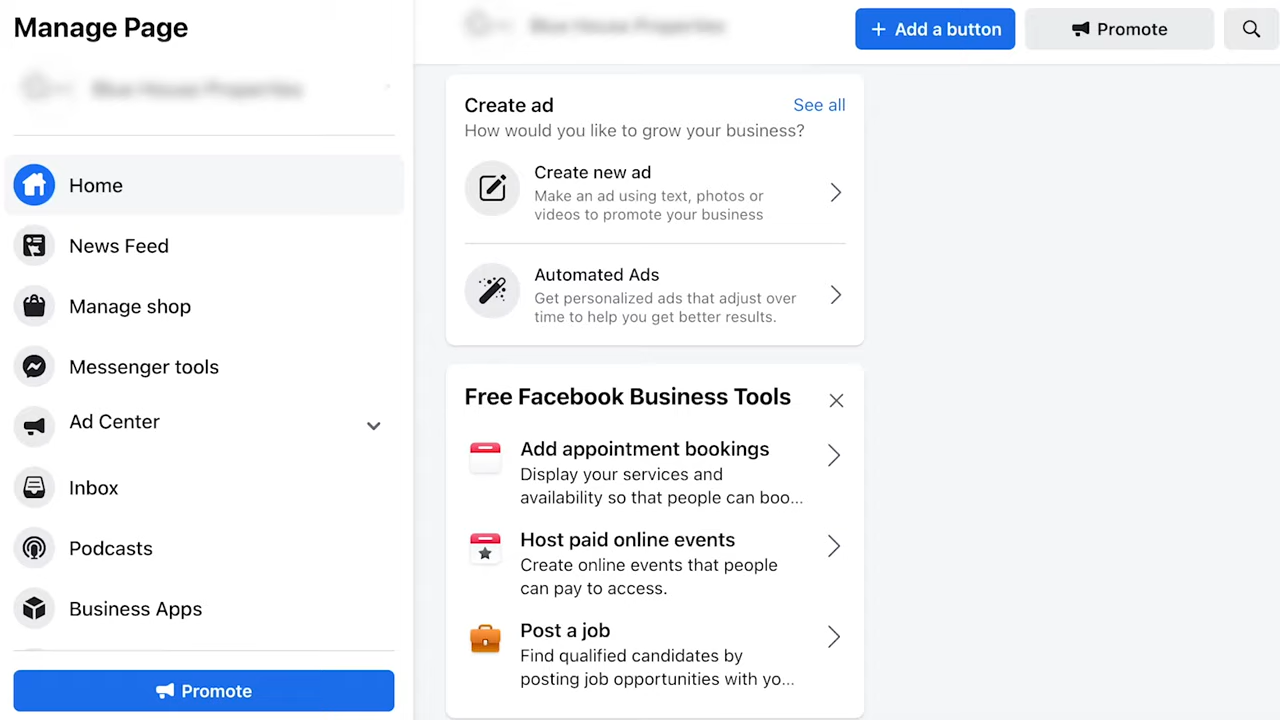 Manage Page
Home
News Feed
Manage shop
Messenger tools
Ad Center
Inbox
Podcasts
Business Apps
Promote
+ Add a button
Promote
Create ad
See all
How would you like to grow your business?
Create new ad
Make an ad using text, photos or
videos to promote your business
Automated Ads
Get personalized ads that adjust over
time to help you get better results.
Free Facebook Business Tools
Add appointment bookings
Display your services and
availability so that people can boo...
Host paid online events
Create online events that people
can pay to access.
Post a job
Find qualified candidates by
posting job opportunities with yo...